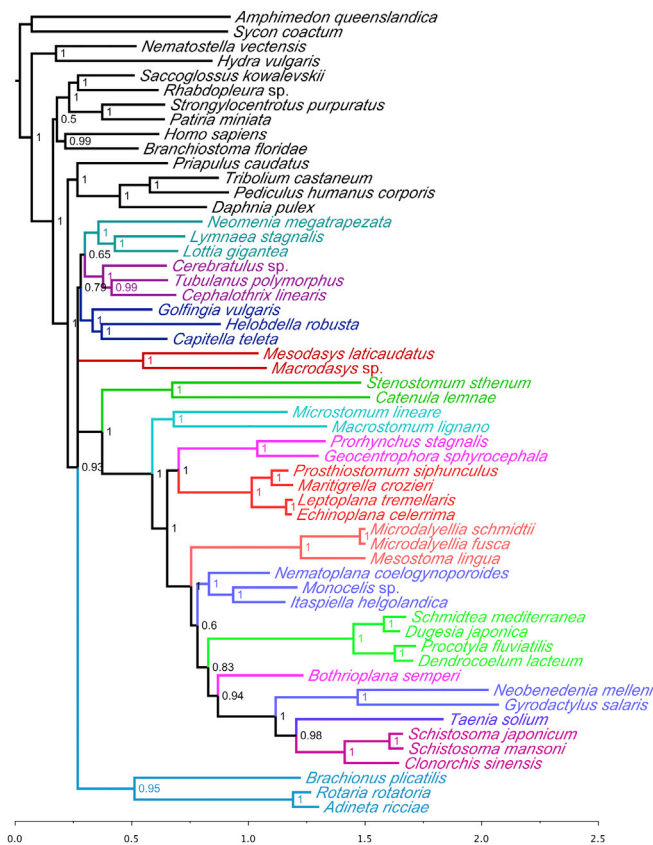 Amphimedon queenslandica
Sycon coactum
Nematostella vectensis
1
Hydra vulgaris
Saccoglossus kowalevskii
1
Rhabdopleura sp.
1
Strongylocentrotus purpuratus
0.5
1
Patiria miniata
1
Homo sapiens
0.99
Branchiostoma floridae
Priapulus caudatus
1
Tribolium castaneum
1
1
Pediculus humanus corporis
Daphnia pulex
1
Neomenia megatrapezata
1
Lymnaea stagnalis
1
Lottia gigantea
0.65
Cerebratulus sp.
1
Tubulanus polymorphus
0.79
0.99
Cephalothrix linearis
Golfingia vulgaris
1
1
Helobdella robusta
1
Capitella teleta
Mesodasys laticaudatus
1
Macrodasys sp.
Stenostomum sthenum
1
Catenula lemnae
Microstomum lineare
1
Macrostomum lignano
1
Prorhynchus stagnalis
1
Geocentrophora sphyrocephala
0.93
1
1
Prosthiostomum siphunculus
1
Maritigrella crozieri
1
Leptoplana tremellaris
1
Echinoplana celerrima
1
Microdalyellia schmidtii
1
Microdalyellia fusca
1
Mesostoma lingua
1
Nematoplana coelogynoporoides
1
Monocelis sp.
1
Itaspiella helgolandica
0.6
Schmidtea mediterranea
1
Dugesia japonica
1
Procotyla fluviatilis
1
Dendrocoelum lacteum
0.83
Bothrioplana semperi
0.94
Neobenedenia melleni
1
Gyrodactylus salaris
1
Taenia solium
0.98
Schistosoma japonicum
1
Schistosoma mansoni
1
Clonorchis sinensis
Brachionus plicatilis
0.95
Rotaria rotatoria
1
Adineta ricciae
0.0 0.5 1.0 1.5 2.0 2.5